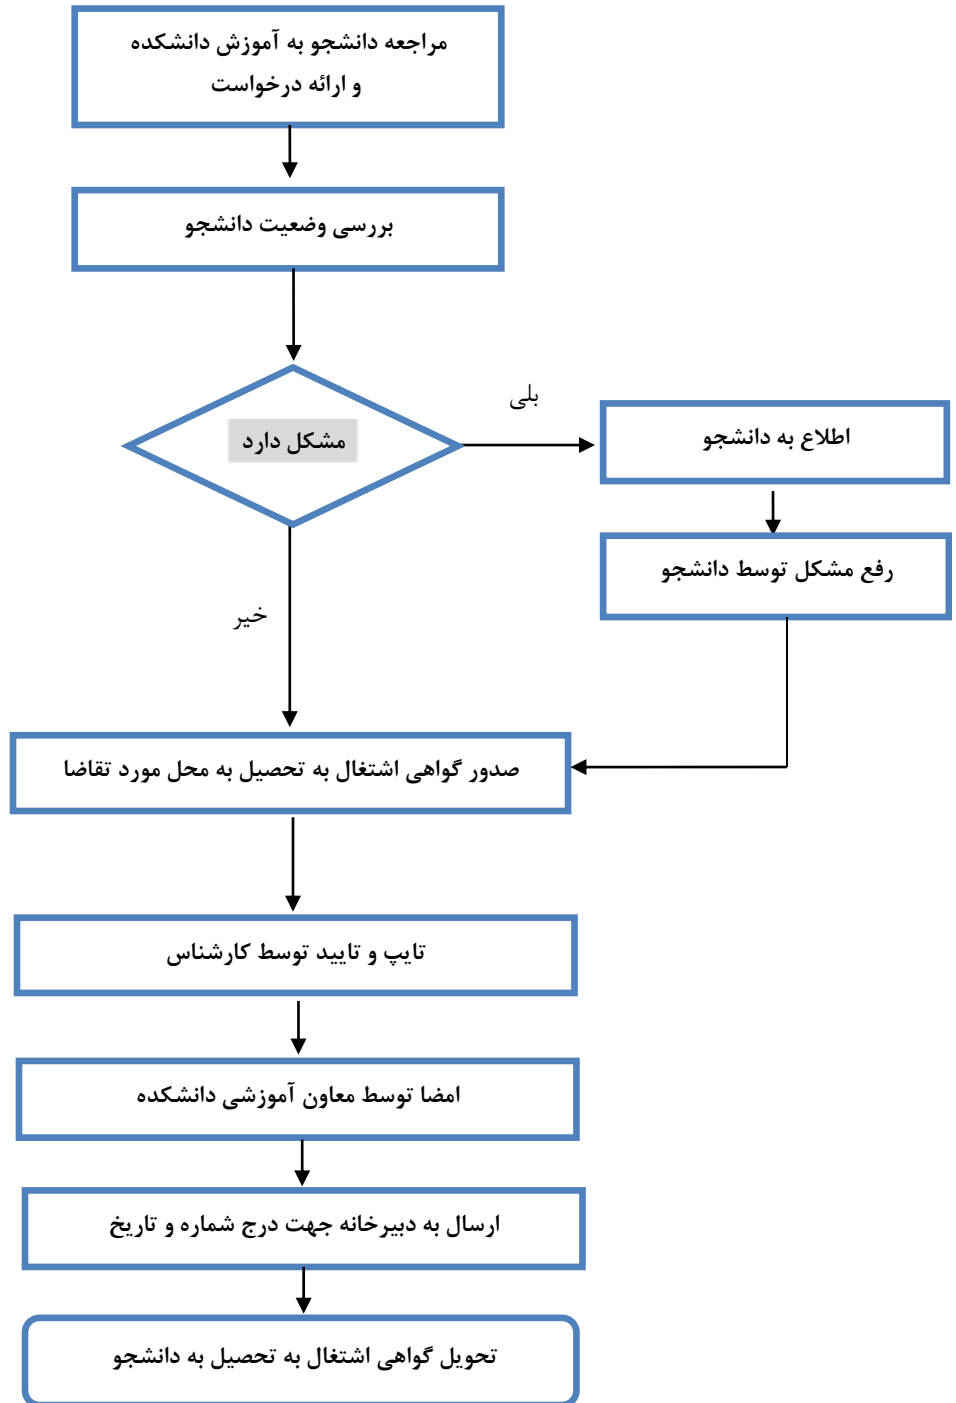 مراجعه دانشجو به آموزش دانشکده
و ارائه درخواست
بررسی وضعیت دانشجو
مشکل دارد
بلی
اطلاع به دانشجو
رفع مشکل توسط دانشجو
خیر
صدور گواهی اشتغال به تحصیل به محل مورد تقاضا
تایپ و تایید توسط کارشناس
امضا توسط معاون آموزشی دانشکده
ارسال به دبیرخانه جهت درج شماره و تاریخ
تحویل گواهی اشتغال به تحصیل به دانشجو